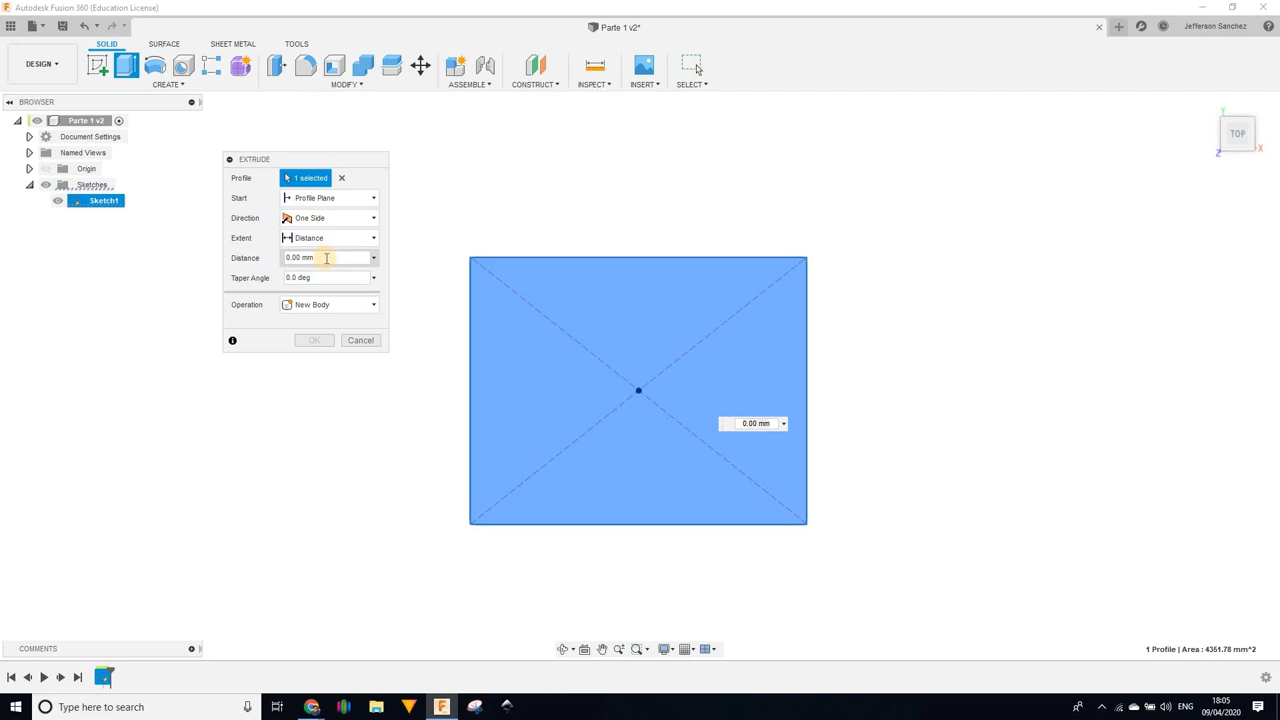 Autodesk Fusion 360 (Education License)
Parte 1 v2*
Jefferson Sanchez
SOLID SURFACE SHEET METAL TOOLS
DESIGN
CREATE MODIFY ASSEMBLE CONSTRUCT INSPECT INSERT SELECT
BROWSER
Parte 1 v2
Document Settings
Named Views
Origin
Sketches
Sketch1
EXTRUDE
Profile 1 selected
Start Profile Plane
Direction One Side
Extent Distance
Distance 0.00 mm
Taper Angle 0.0 deg
Operation New Body
OK Cancel
0.00 mm
Y
TOP
X
Z
COMMENTS
1 Profile | Area : 4351.78 mm^2
Type here to search
ENG
18:05
09/04/2020